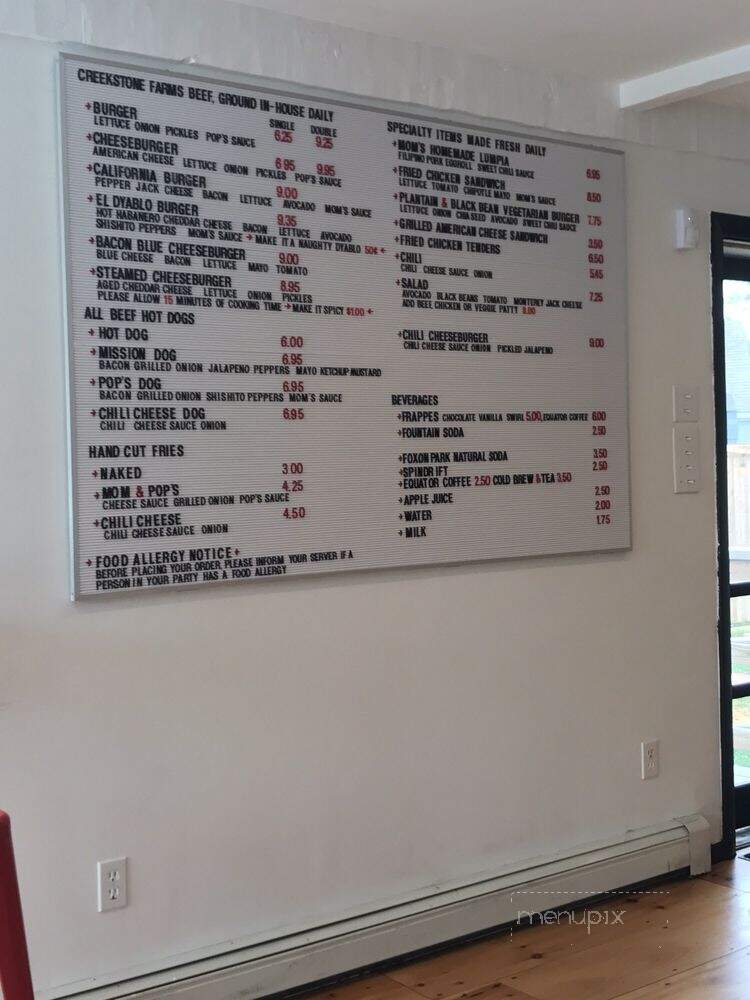 CREEKSTONE FARMS BEEF, GROUND IN-HOUSE DAILY
SINGLE DOUBLE
+BURGER 6.25 9.25
LETTUCE ONION PICKLES POP'S SAUCE
+CHEESEBURGER 6.95 9.95
AMERICAN CHEESE LETTUCE ONION PICKLES POP'S SAUCE
+CALIFORNIA BURGER 9.00
PEPPER JACK CHEESE BACON LETTUCE AVOCADO MOM'S SAUCE
+EL DYABLO BURGER 9.35
HOT HABANERO CHEDDAR CHEESE BACON LETTUCE AVOCADO
SHISHITO PEPPERS MOM'S SAUCE + MAKE IT A NAUGHTY DYABLO 50¢ +
+BACON BLUE CHEESEBURGER 9.00
BLUE CHEESE BACON LETTUCE MAYO TOMATO
+STEAMED CHEESEBURGER 8.95
AGED CHEDDAR CHEESE LETTUCE ONION PICKLES
PLEASE ALLOW 15 MINUTES OF COOKING TIME + MAKE IT SPICY $1.00 +
ALL BEEF HOT DOGS
+HOT DOG 6.00
+MISSION DOG 6.95
BACON GRILLED ONION JALAPENO PEPPERS MAYO KETCHUP MUSTARD
+POP'S DOG 6.95
BACON GRILLED ONION SHISHITO PEPPERS MOM'S SAUCE
+CHILI CHEESE DOG 6.95
CHILI CHEESE SAUCE ONION
HAND CUT FRIES
+NAKED 3.00
+MOM & POP'S 4.25
CHEESE SAUCE GRILLED ONION POP'S SAUCE
+CHILI CHEESE 4.50
CHILI CHEESE SAUCE ONION
+FOOD ALLERGY NOTICE+
BEFORE PLACING YOUR ORDER, PLEASE INFORM YOUR SERVER IF A
PERSON IN YOUR PARTY HAS A FOOD ALLERGY
SPECIALTY ITEMS MADE FRESH DAILY
+MOM'S HOMEMADE LUMPIA 6.95
FILIPINO PORK EGGROLL SWEET CHILI SAUCE
+FRIED CHICKEN SANDWICH 8.50
LETTUCE TOMATO CHIPOTLE MAYO MOM'S SAUCE
+PLANTAIN & BLACK BEAN VEGETARIAN BURGER 7.75
LETTUCE ONION CHIA SEED AVOCADO SWEET CHILI SAUCE
+GRILLED AMERICAN CHEESE SANDWICH 3.50
+FRIED CHICKEN TENDERS 6.50
+CHILI 5.45
CHILI CHEESE SAUCE ONION
+SALAD 7.25
AVOCADO BLACK BEANS TOMATO MONTEREY JACK CHEESE
ADD BEEF CHICKEN OR VEGGIE PATTY 3.00
+CHILI CHEESEBURGER 9.00
CHILI CHEESE SAUCE ONION PICKLED JALAPENO
BEVERAGES
+FRAPPES CHOCOLATE VANILLA SWIRL 5.00, EQUATOR COFFEE 6.00
+FOUNTAIN SODA 2.50
+FOXON PARK NATURAL SODA 3.50
+SPINDRIFT 2.50
+EQUATOR COFFEE 2.50 COLD BREW & TEA 3.50
+APPLE JUICE 2.50
+WATER 2.00
+MILK 1.75
menupix